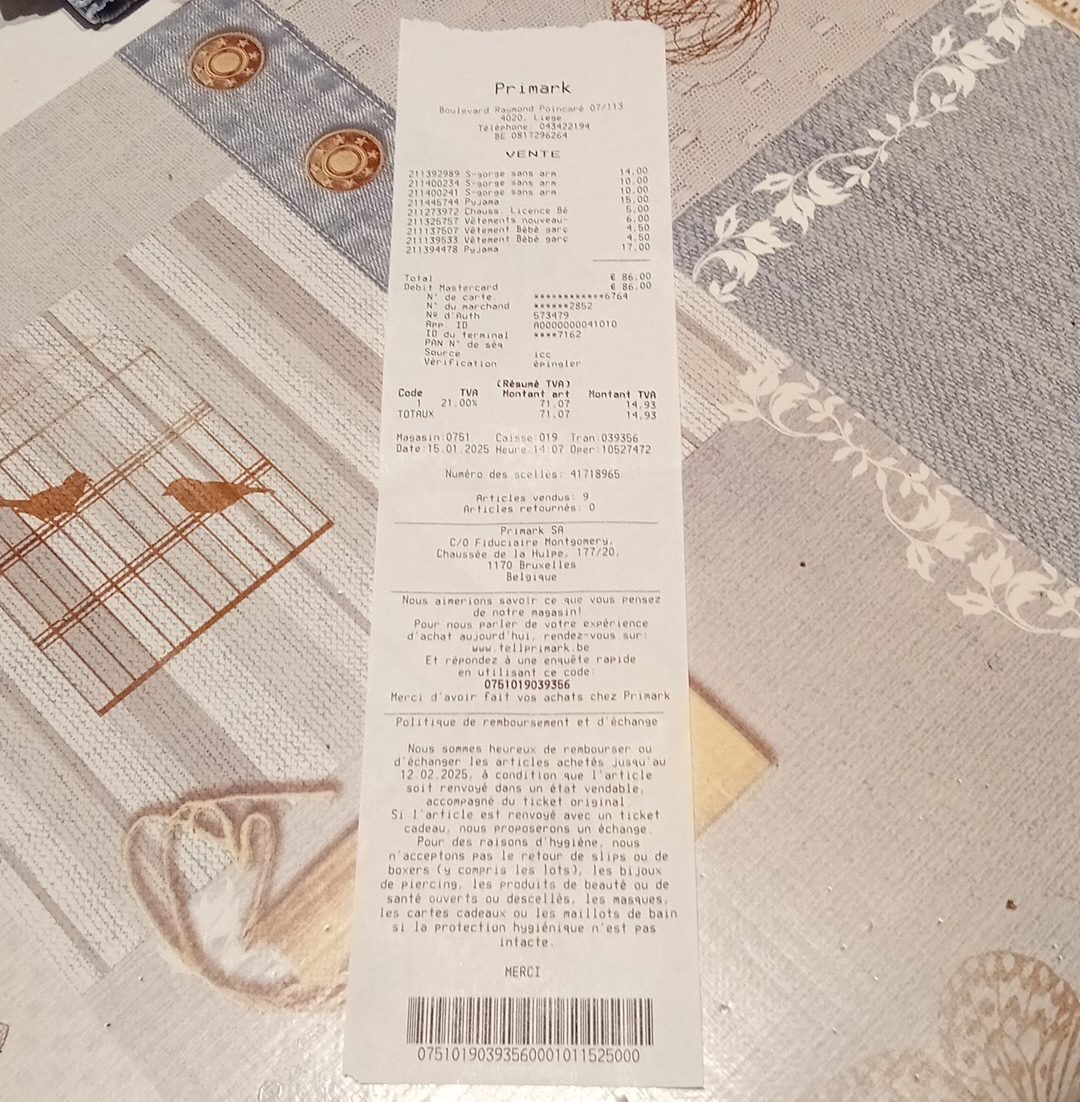 Primark
Boulevard Raymond Poincaré 07/113
4020, Liege
Téléphone: 043422194
BE 0817296264
VENTE
211392989 S-gorge sans arm 14,00
211400234 S-gorge sans arm 10,00
211400241 S-gorge sans arm 10,00
211445744 Pyjama 15,00
211273972 Chauss. Licence Bé 5,00
211325757 Vêtements nouveau- 6,00
211137507 Vêtement Bébé garc 4,50
211139533 Vêtement Bébé garc 4,50
211394478 Pyjama 17,00
Total € 86,00
Debit Mastercard € 86,00
N° de carte. ************6764
N° du marchand ******2852
Nº d'Auth 573479
App. ID A0000000041010
ID du terminal ****7162
PAN N° de séq
Source icc
Vérification épingler
(Résumé TVA)
Code TVA Montant art Montant TVA
1 21,00% 71,07 14,93
TOTAUX 71,07 14,93
Magasin:0751 Caisse:019 Tran:039356
Date:15.01.2025 Heure:14:07 Oper:10527472
Numéro des scellés: 41718965
Articles vendus: 9
Articles retournés: 0
Primark SA
C/O Fiduciaire Montgomery,
Chaussée de la Hulpe, 177/20,
1170 Bruxelles
Belgique
Nous aimerions savoir ce que vous pensez
de notre magasin!
Pour nous parler de votre expérience
d'achat aujourd'hui, rendez-vous sur:
www.tellprimark.be
Et répondez à une enquête rapide
en utilisant ce code:
0751019039356
Merci d'avoir fait vos achats chez Primark
Politique de remboursement et d'échange
Nous sommes heureux de rembourser ou
d'échanger les articles achetés jusqu'au
12.02.2025, à condition que l'article
soit renvoyé dans un état vendable,
accompagné du ticket original.
Si l'article est renvoyé avec un ticket
cadeau, nous proposerons un échange.
Pour des raisons d'hygiène, nous
n'acceptons pas le retour de slips ou de
boxers (y compris les lots), les bijoux
de piercing, les produits de beauté ou de
santé ouverts ou descellés, les masques,
les cartes cadeaux ou les maillots de bain
si la protection hygiénique n'est pas
intacte.
MERCI
0751019039356000101152​5000